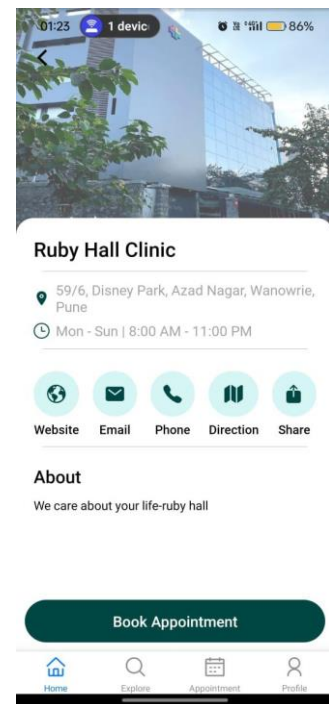 01:23 1 devic 86%
Ruby Hall Clinic
59/6, Disney Park, Azad Nagar, Wanowrie,
Pune
Mon - Sun | 8:00 AM - 11:00 PM
Website Email Phone Direction Share
About
We care about your life-ruby hall
Book Appointment
Home Explore Appointment Profile